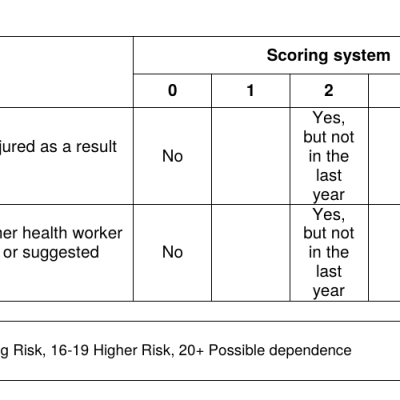 Scoring system
0 1 2
jured as a result
No
Yes,
but not
in the
last
year
her health worker
or suggested
No
Yes,
but not
in the
last
year
g Risk, 16-19 Higher Risk, 20+ Possible dependence